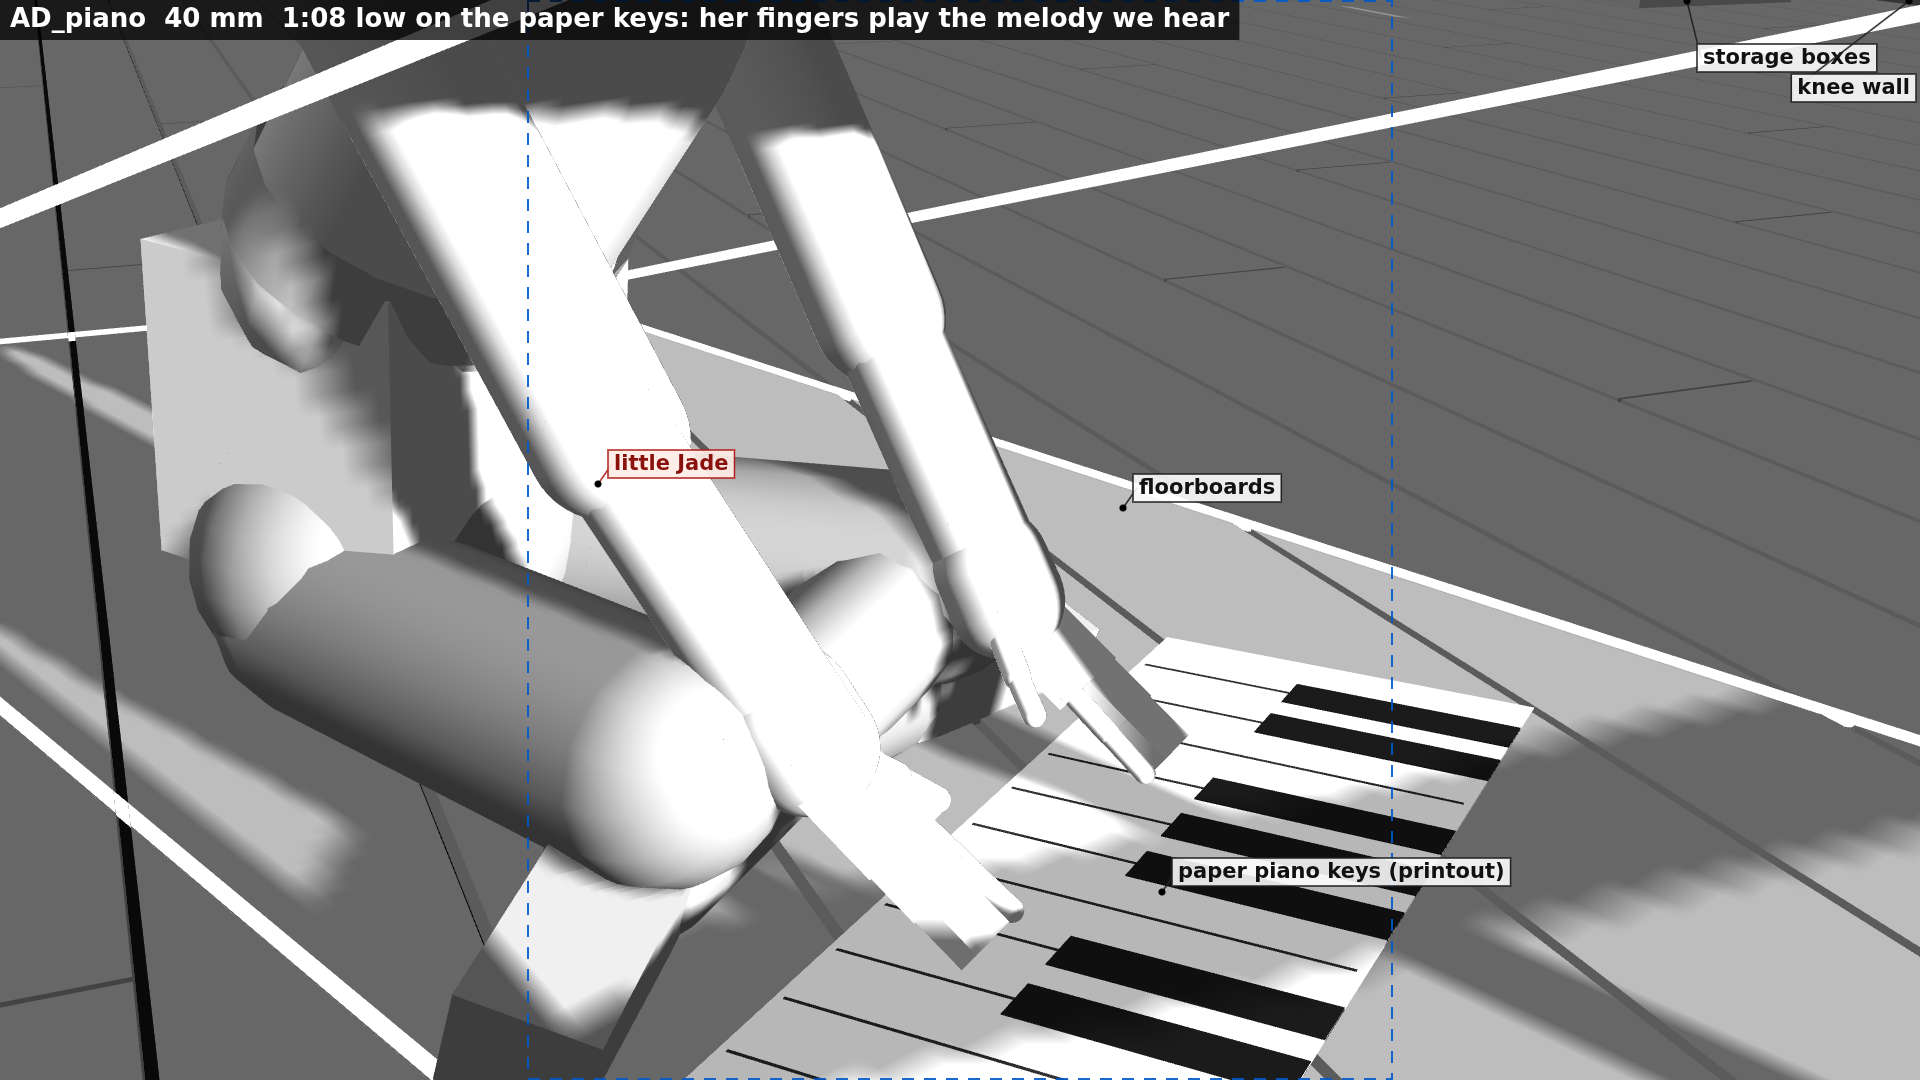 AD_piano  40 mm  1:08 low on the paper keys: her fingers play the melody we hear
storage boxes
knee wall
little Jade
floorboards
paper piano keys (printout)